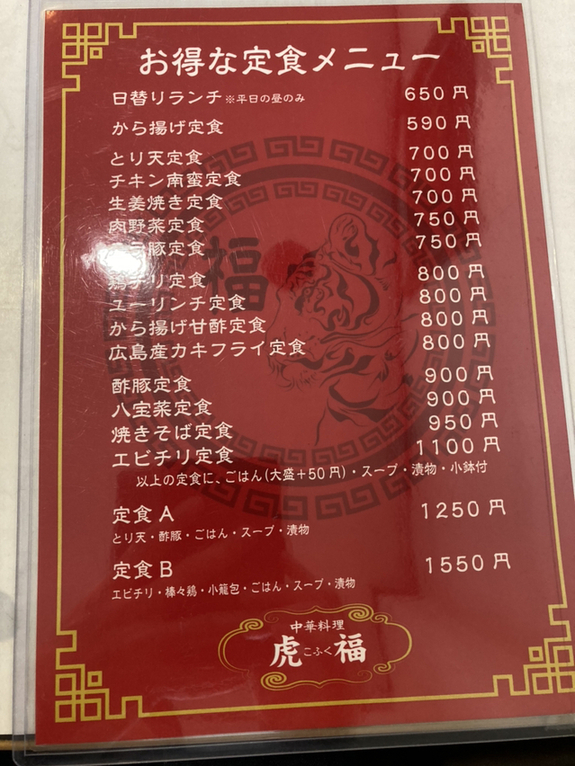 お得な定食メニュー
日替りランチ※平日の昼のみ 650円
から揚げ定食 590円
とり天定食 700円
チキン南蛮定食 700円
生姜焼き定食 700円
肉野菜定食 750円
豚定食 750円
チリ定食 800円
ユーリンチ定食 800円
から揚げ甘酢定食 800円
広島産カキフライ定食 800円
福
酢豚定食 900円
八宝菜定食 900円
焼きそば定食 950円
エビチリ定食 1100円
以上の定食に、ごはん(大盛+50円)・スープ・漬物・小鉢付
定食A 1250円
とり天・酢豚・ごはん・スープ・漬物
定食B 1550円
エビチリ・棒々鶏・小籠包・ごはん・スープ・漬物
中華料理
虎こふく福